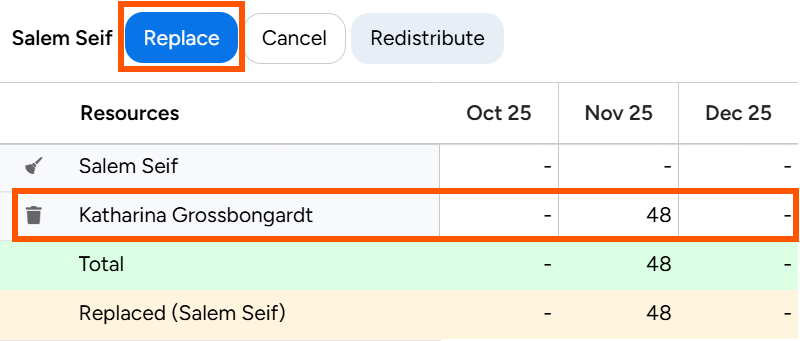 Salem Seif Replace Cancel Redistribute
Resources Oct 25 Nov 25 Dec 25
Salem Seif - - -
Katharina Grossbongardt - 48 -
Total - 48 -
Replaced (Salem Seif) - 48 -